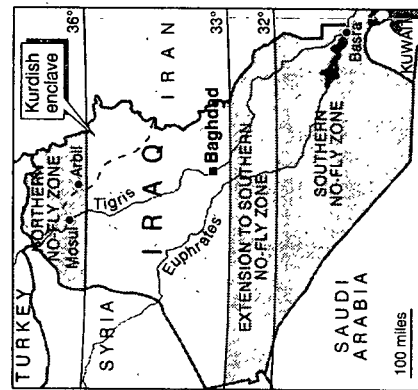 TURKEY
36°
Kurdish
enclave
NORTHERN
NO-FLY ZONE
Mosul
Arbil
SYRIA
Tigris
IRAN
IRAQ
Baghdad
Euphrates
33°
EXTENSION TO SOUTHERN
NO-FLY ZONE
32°
SOUTHERN
NO-FLY ZONE
Basra
SAUDI
ARABIA
KUWAIT
100 miles